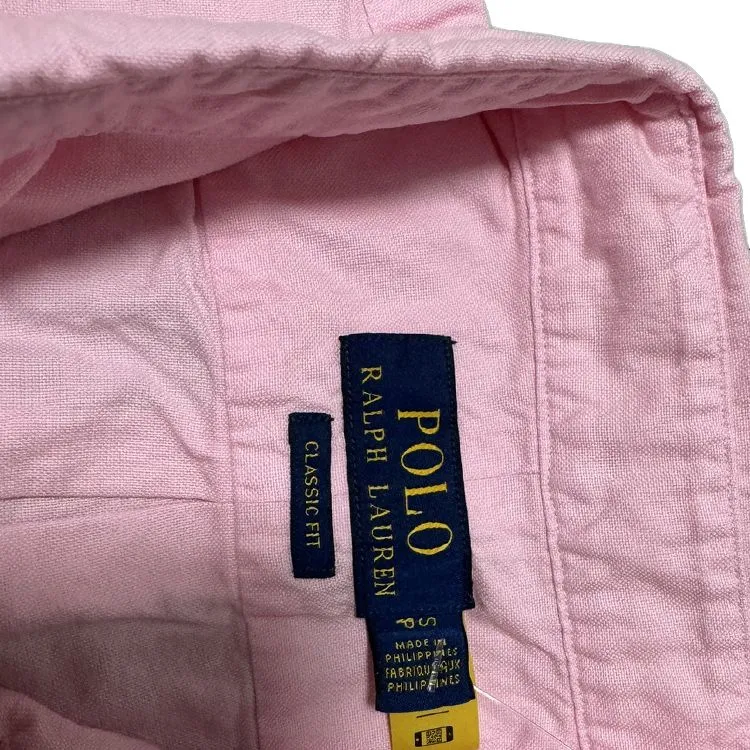 POLO
RALPH LAUREN
CLASSIC FIT
S
P
MADE IN
PHILIPPINES
FABRIQUÉ AUX
PHILIPPINES